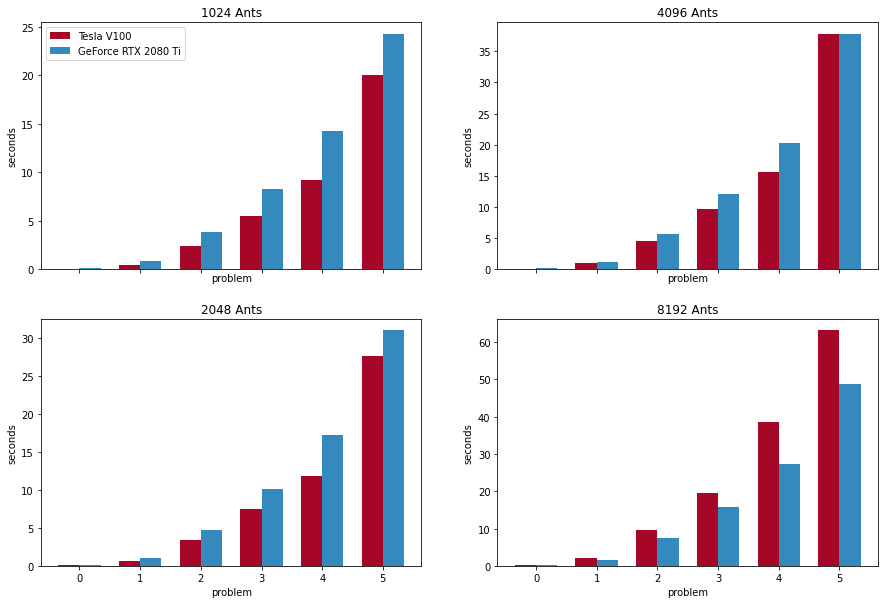 1024 Ants
25
20
15
10
5
0
seconds
problem
Tesla V100
GeForce RTX 2080 Ti
4096 Ants
35
30
25
20
15
10
5
0
seconds
problem
2048 Ants
30
25
20
15
10
5
0
seconds
0 1 2 3 4 5
problem
8192 Ants
60
50
40
30
20
10
0
seconds
0 1 2 3 4 5
problem